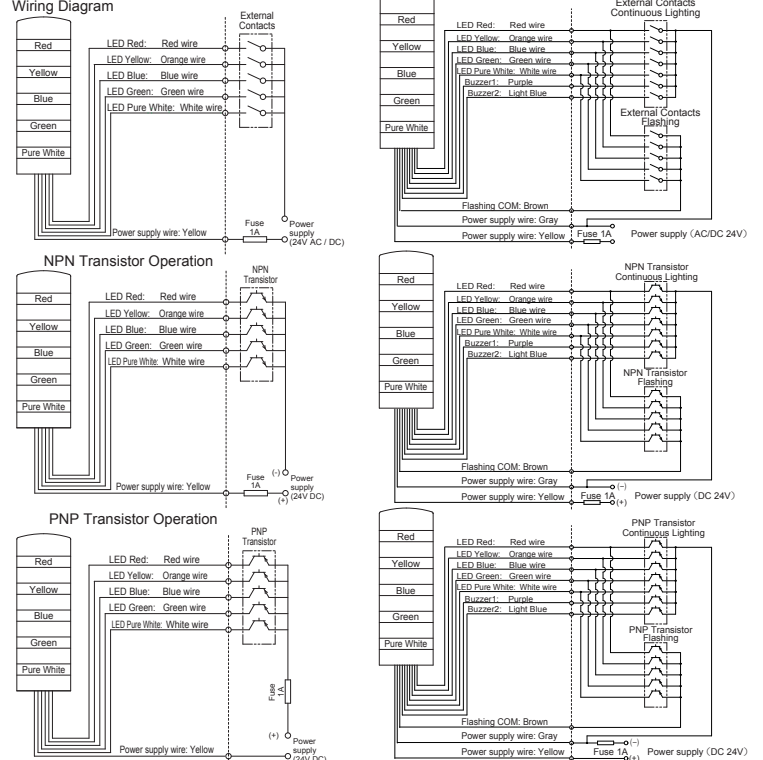 Wiring Diagram
External
Contacts
Red
Yellow
Blue
Green
Pure White
LED Red: Red wire
LED Yellow: Orange wire
LED Blue: Blue wire
LED Green: Green wire
LED Pure White: White wire
Fuse
1A
Power
supply
(24V AC / DC)
Power supply wire: Yellow
External Contacts
Continuous Lighting
Red
Yellow
Blue
Green
Pure White
LED Red: Red wire
LED Yellow: Orange wire
LED Blue: Blue wire
LED Green: Green wire
LED Pure White: White wire
Buzzer1: Purple
Buzzer2: Light Blue
External Contacts
Flashing
Flashing COM: Brown
Power supply wire: Gray
Power supply wire: Yellow
Fuse 1A
Power supply (AC/DC 24V)
NPN Transistor Operation
NPN
Transistor
Red
Yellow
Blue
Green
Pure White
LED Red: Red wire
LED Yellow: Orange wire
LED Blue: Blue wire
LED Green: Green wire
LED Pure White: White wire
Fuse
1A
(-)
Power
supply
(24V DC)
(+)
Power supply wire: Yellow
NPN Transistor
Continuous Lighting
Red
Yellow
Blue
Green
Pure White
LED Red: Red wire
LED Yellow: Orange wire
LED Blue: Blue wire
LED Green: Green wire
LED Pure White: White wire
Buzzer1: Purple
Buzzer2: Light Blue
NPN Transistor
Flashing
Flashing COM: Brown
Power supply wire: Gray
Power supply wire: Yellow
Fuse 1A
(−)
(+)
Power supply (DC 24V)
PNP Transistor Operation
PNP
Transistor
Red
Yellow
Blue
Green
Pure White
LED Red: Red wire
LED Yellow: Orange wire
LED Blue: Blue wire
LED Green: Green wire
LED Pure White: White wire
Fuse
1A
(+)
Power
supply
(24V DC)
Power supply wire: Yellow
PNP Transistor
Continuous Lighting
Red
Yellow
Blue
Green
Pure White
LED Red: Red wire
LED Yellow: Orange wire
LED Blue: Blue wire
LED Green: Green wire
LED Pure White: White wire
Buzzer1: Purple
Buzzer2: Light Blue
PNP Transistor
Flashing
Flashing COM: Brown
Power supply wire: Gray
Power supply wire: Yellow
Fuse 1A
(−)
(+)
Power supply (DC 24V)